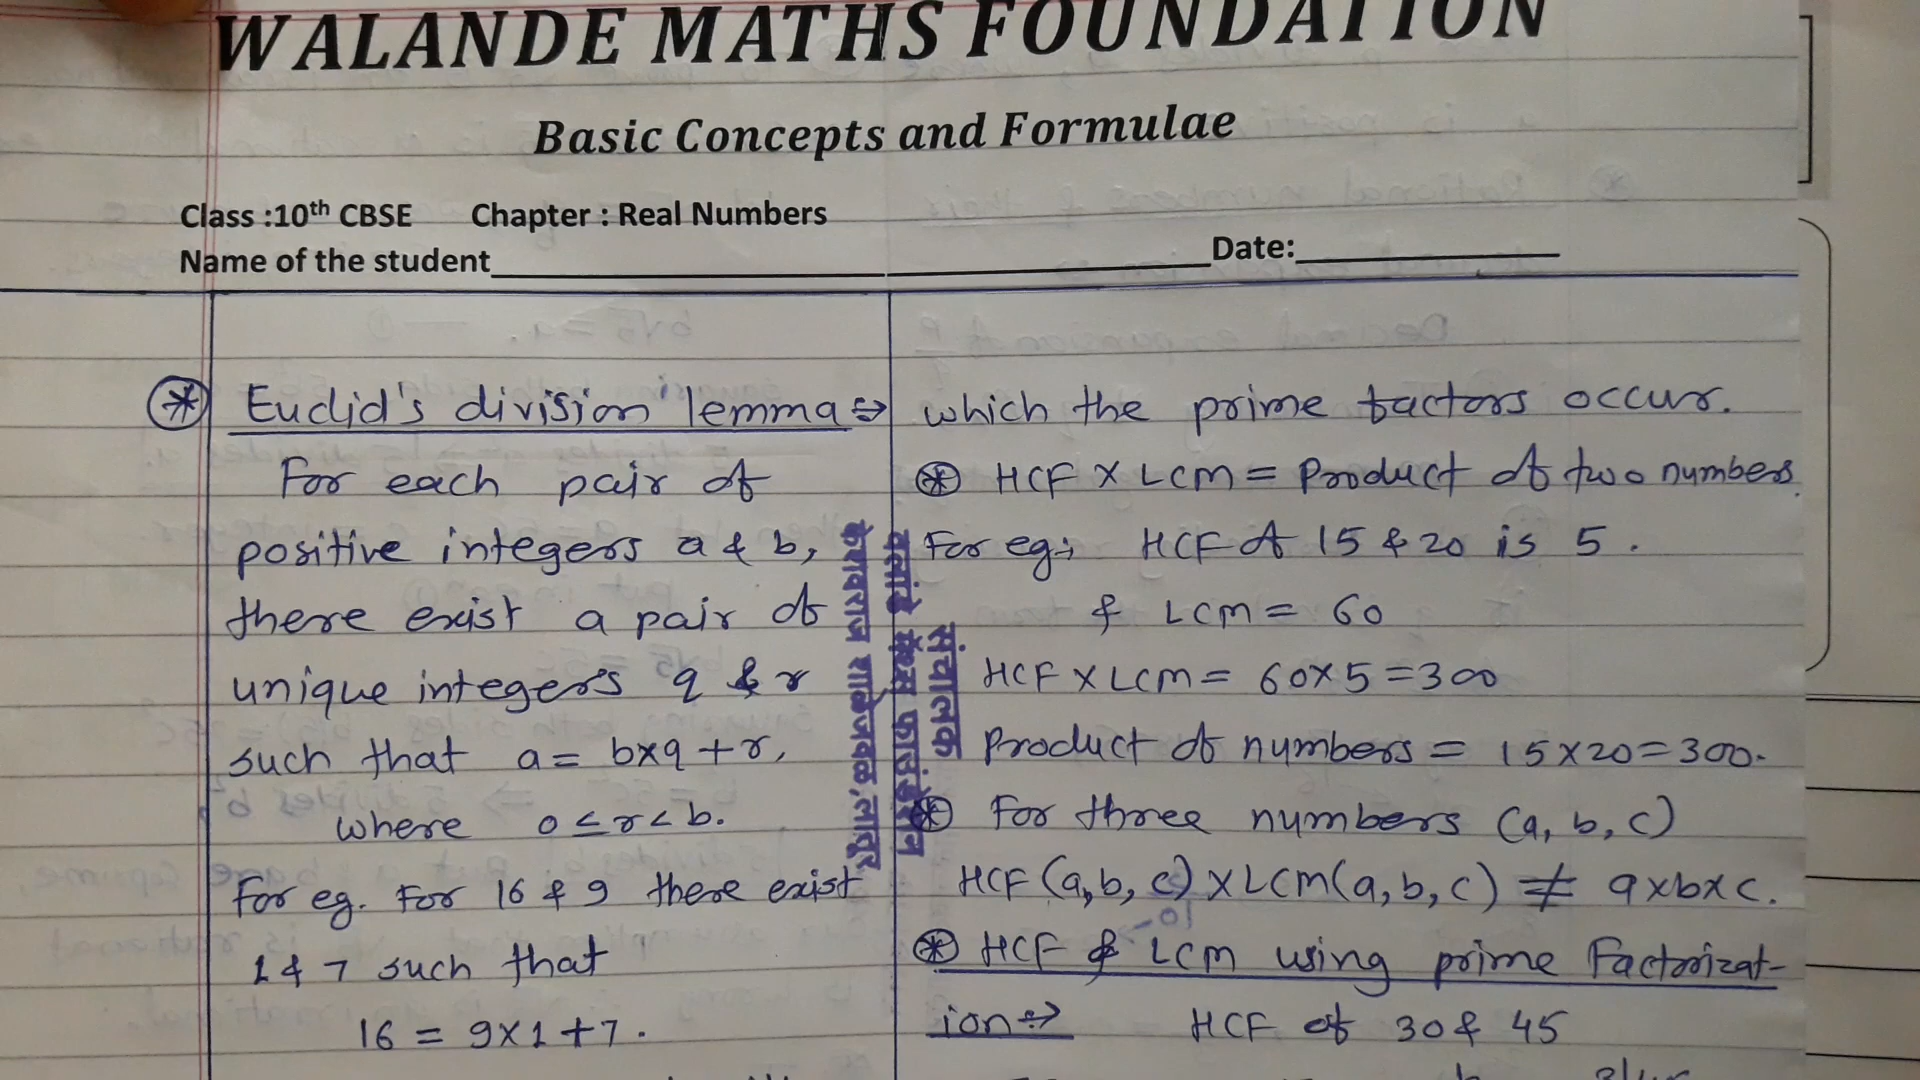 WALANDE MATHS FOUNDATION
Basic Concepts and Formulae
Class :10th CBSE Chapter : Real Numbers
Name of the student Date:
Euclid's division lemma ⇒
For each pair of
positive integers a & b,
there exist a pair of
unique integers q & r
such that a = b×q + r,
where 0 ≤ r < b.
For eg. For 16 & 9 there exist
1 & 7 such that
16 = 9×1+7.
केशवराज शाळेजवळ, लातूर
वलांडे मॅथ्स फाउंडेशन
संचालक
which the prime factors occur.
HCF × LCM = Product of two numbers.
For eg; HCF of 15 & 20 is 5.
& LCM = 60
HCF × LCM = 60×5 = 300
Product of numbers = 15×20=300.
For three numbers (a, b, c)
HCF (a, b, c) × LCM(a, b, c) ≠ a×b×c.
HCF & LCM using prime Factorizat-
ion ⇒ HCF of 30 & 45